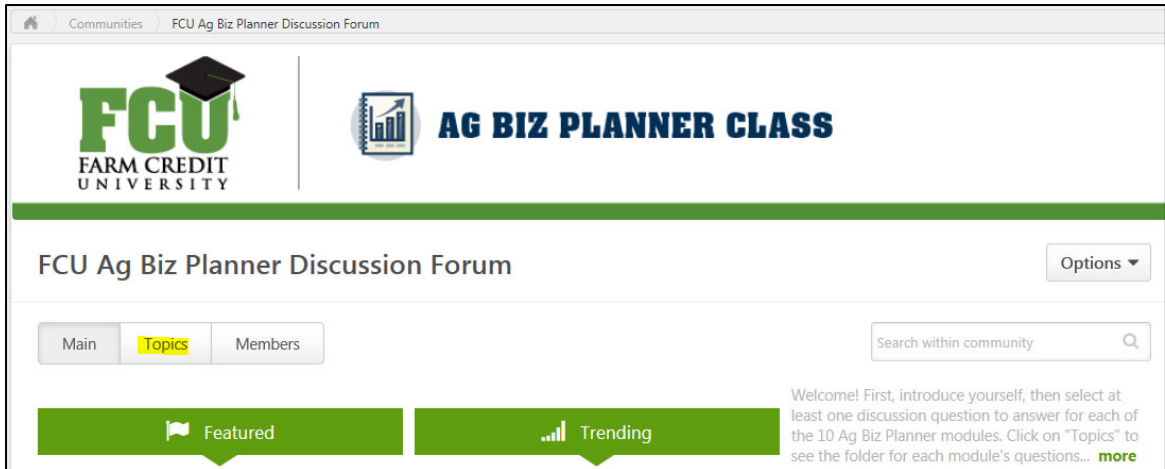 Communities FCU Ag Biz Planner Discussion Forum
FCU
FARM CREDIT
UNIVERSITY
AG BIZ PLANNER CLASS
FCU Ag Biz Planner Discussion Forum
Options
Main Topics Members
Search within community
Featured
Trending
Welcome! First, introduce yourself, then select at
least one discussion question to answer for each of
the 10 Ag Biz Planner modules. Click on "Topics" to
see the folder for each module's questions... more